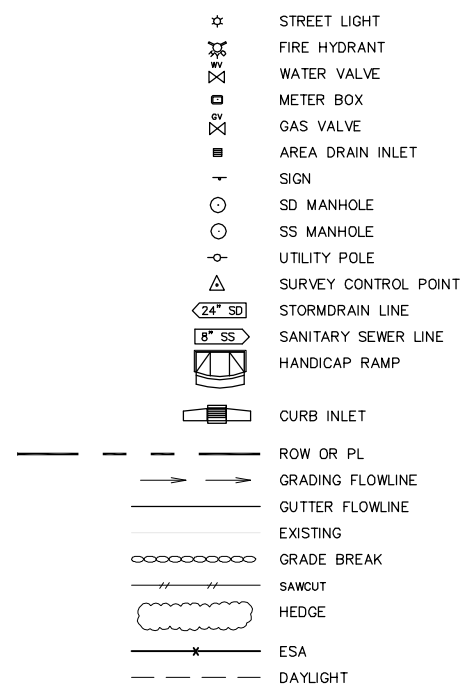 STREET LIGHT
FIRE HYDRANT
WV
WATER VALVE
METER BOX
GV
GAS VALVE
AREA DRAIN INLET
SIGN
SD MANHOLE
SS MANHOLE
UTILITY POLE
SURVEY CONTROL POINT
24" SD STORMDRAIN LINE
8" SS SANITARY SEWER LINE
HANDICAP RAMP
CURB INLET
ROW OR PL
GRADING FLOWLINE
GUTTER FLOWLINE
EXISTING
GRADE BREAK
SAWCUT
HEDGE
ESA
DAYLIGHT